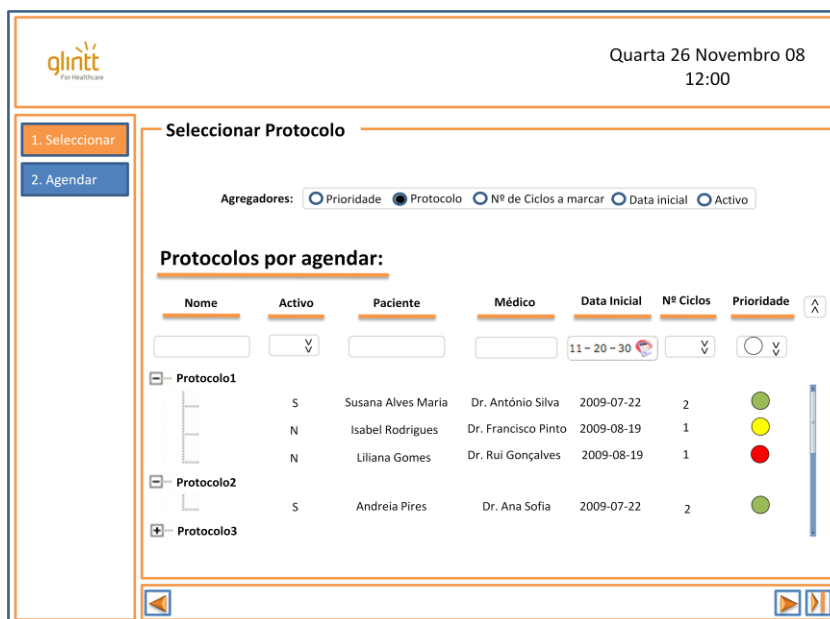 glintt
For Healthcare
Quarta 26 Novembro 08
12:00
1. Seleccionar
2. Agendar
Seleccionar Protocolo
Agregadores: Prioridade Protocolo Nº de Ciclos a marcar Data inicial Activo
Protocolos por agendar:
Nome Activo Paciente Médico Data Inicial Nº Ciclos Prioridade
11 – 20 – 30
Protocolo1
S Susana Alves Maria Dr. António Silva 2009-07-22 2
N Isabel Rodrigues Dr. Francisco Pinto 2009-08-19 1
N Liliana Gomes Dr. Rui Gonçalves 2009-08-19 1
Protocolo2
S Andreia Pires Dr. Ana Sofia 2009-07-22 2
Protocolo3